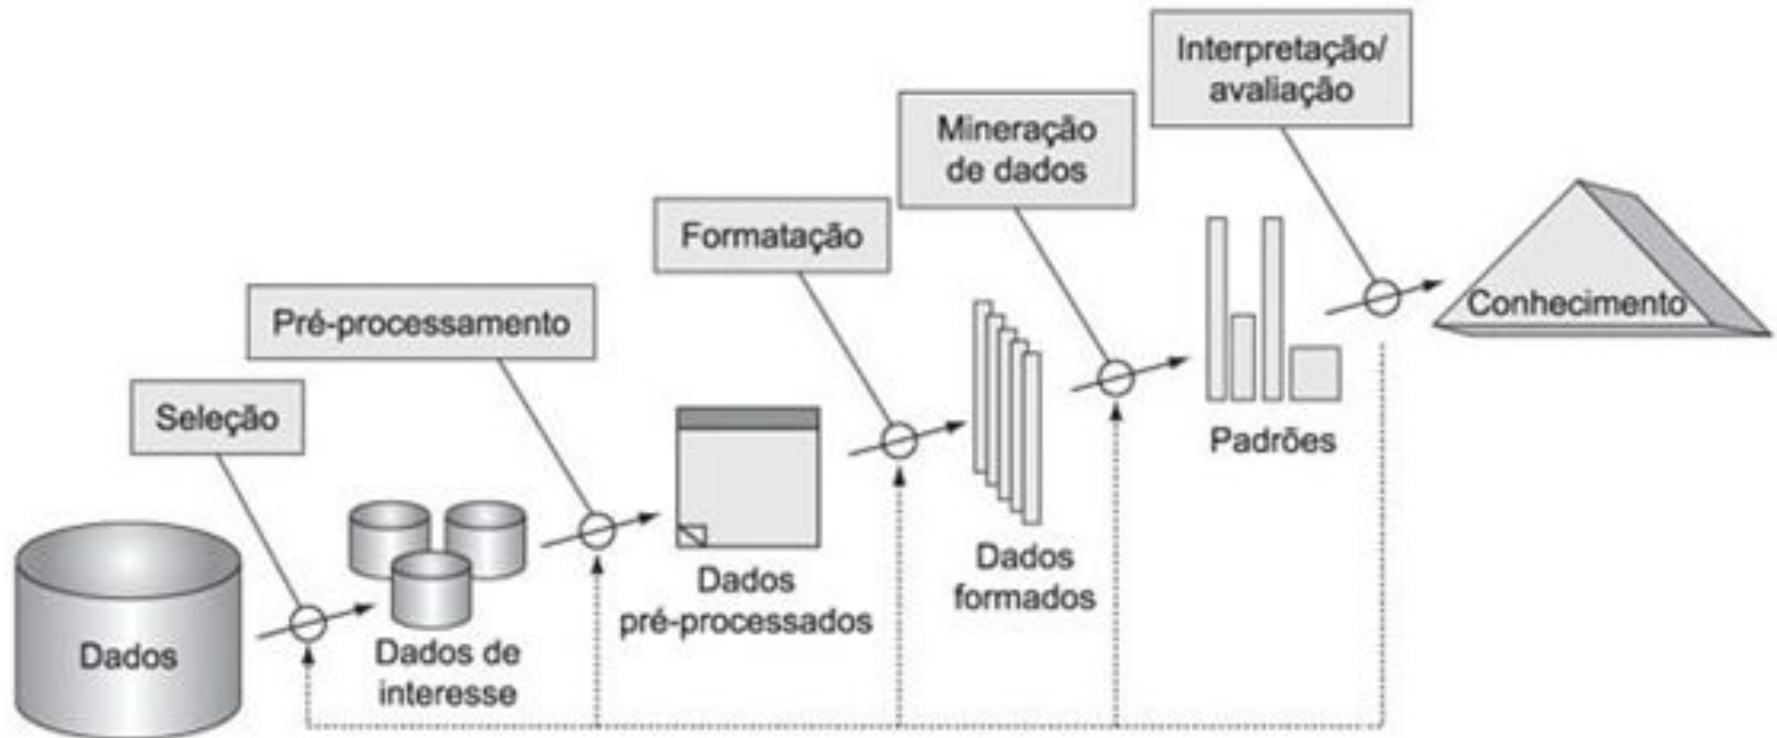 Interpretação/
avaliação
Mineração
de dados
Formatação
Pré-processamento
Seleção
Conhecimento
Padrões
Dados
formados
Dados
pré-processados
Dados de
interesse
Dados